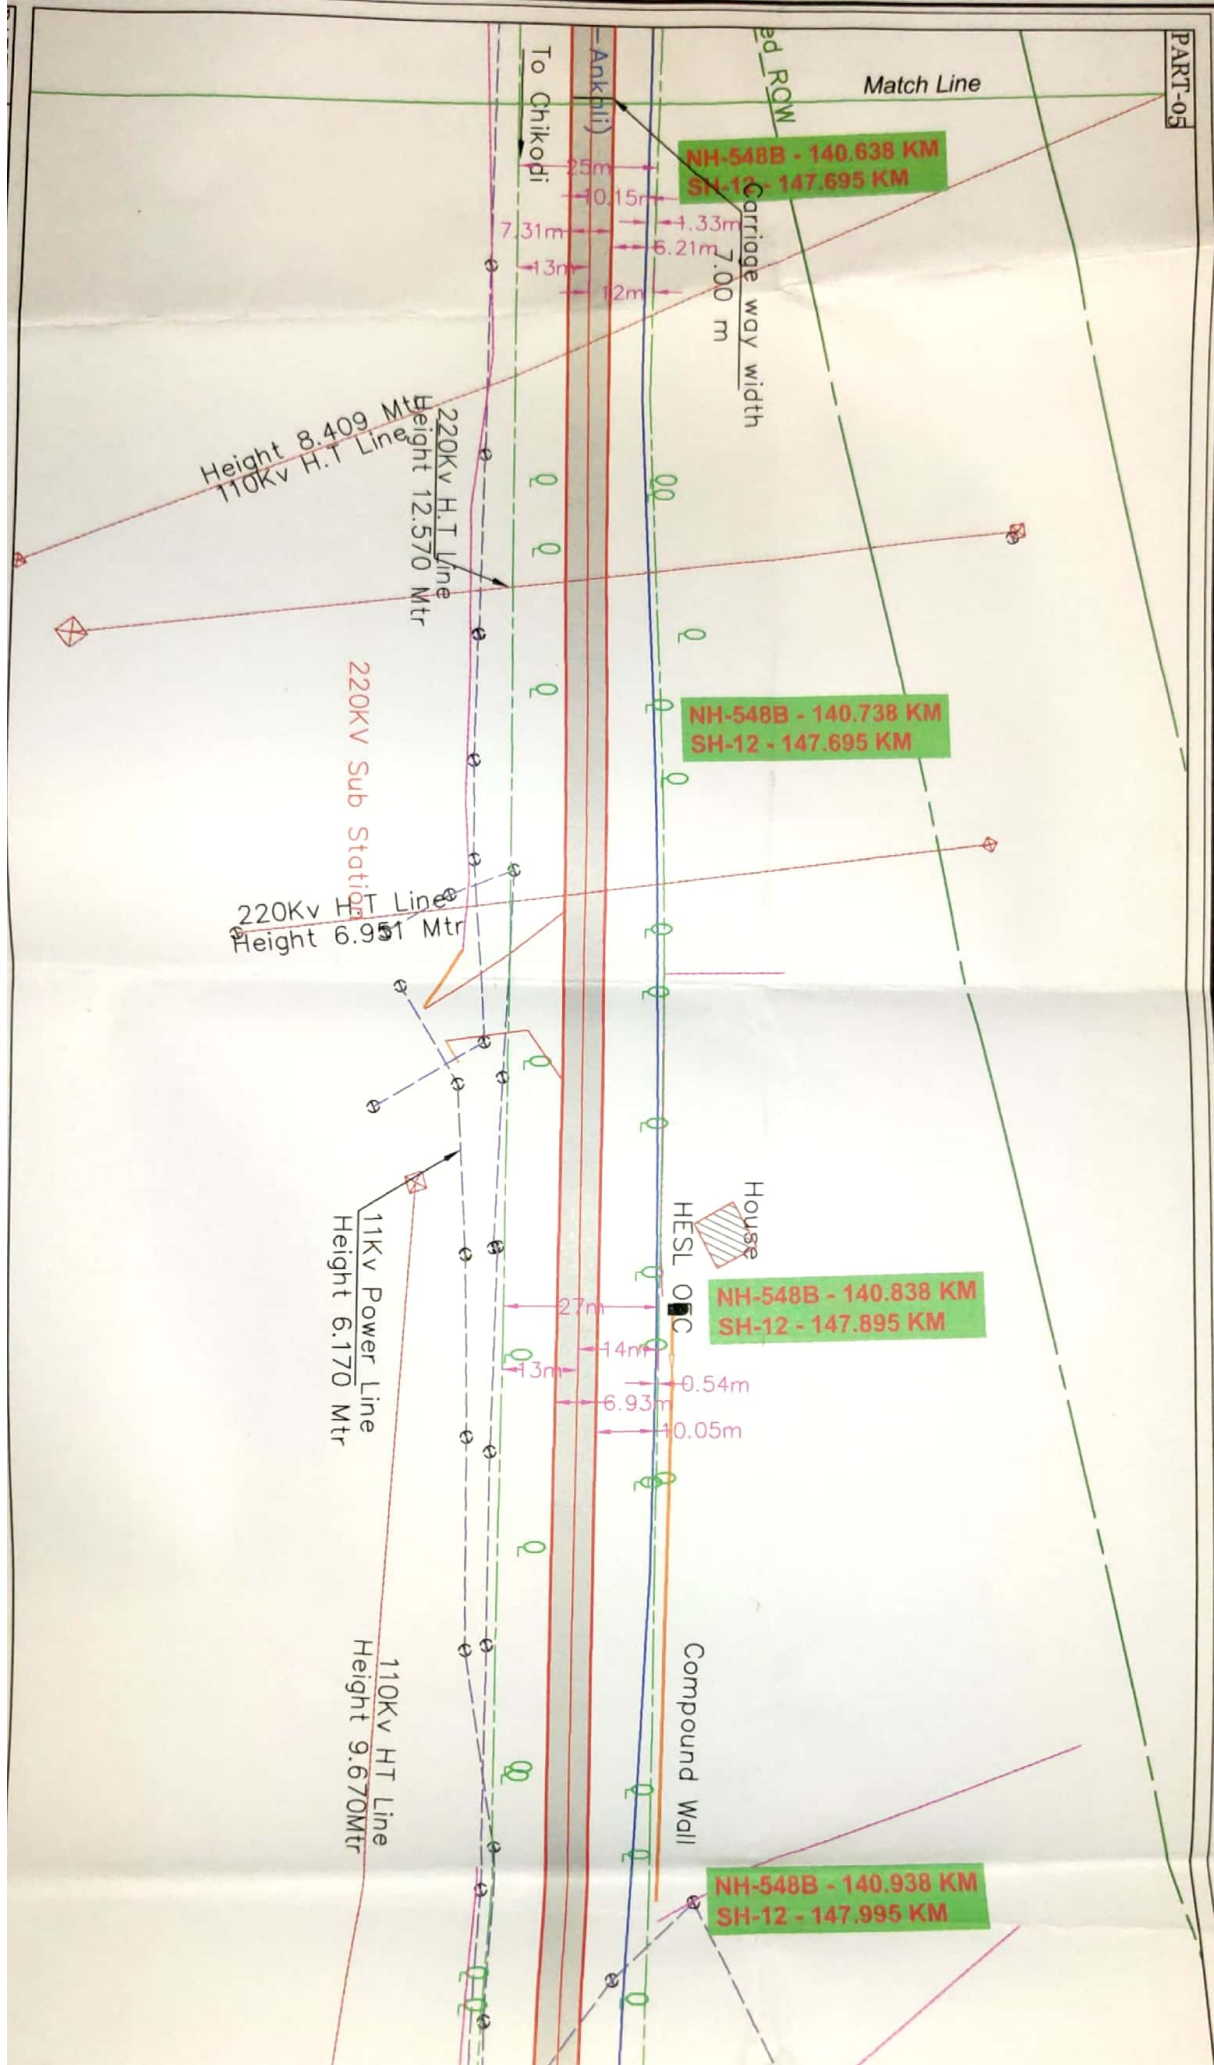 PART-05
Match Line
ed ROW
Ankhli)
To Chikodi
NH-548B - 140.638 KM
SH-12 - 147.695 KM
Carriage way width
7.00 m
25m
10.15m
1.33m
7.31m
6.21m
13m
12m
Height 8.409 Mtr
110Kv H.T Line
220Kv H.T Line
Height 12.570 Mtr
220KV Sub Station
NH-548B - 140.738 KM
SH-12 - 147.695 KM
220Kv H.T Line
Height 6.951 Mtr
House
HESL OFC
NH-548B - 140.838 KM
SH-12 - 147.895 KM
11Kv Power Line
Height 6.170 Mtr
27m
14m
13m
0.54m
6.93m
10.05m
Compound Wall
110Kv HT Line
Height 9.670Mtr
NH-548B - 140.938 KM
SH-12 - 147.995 KM